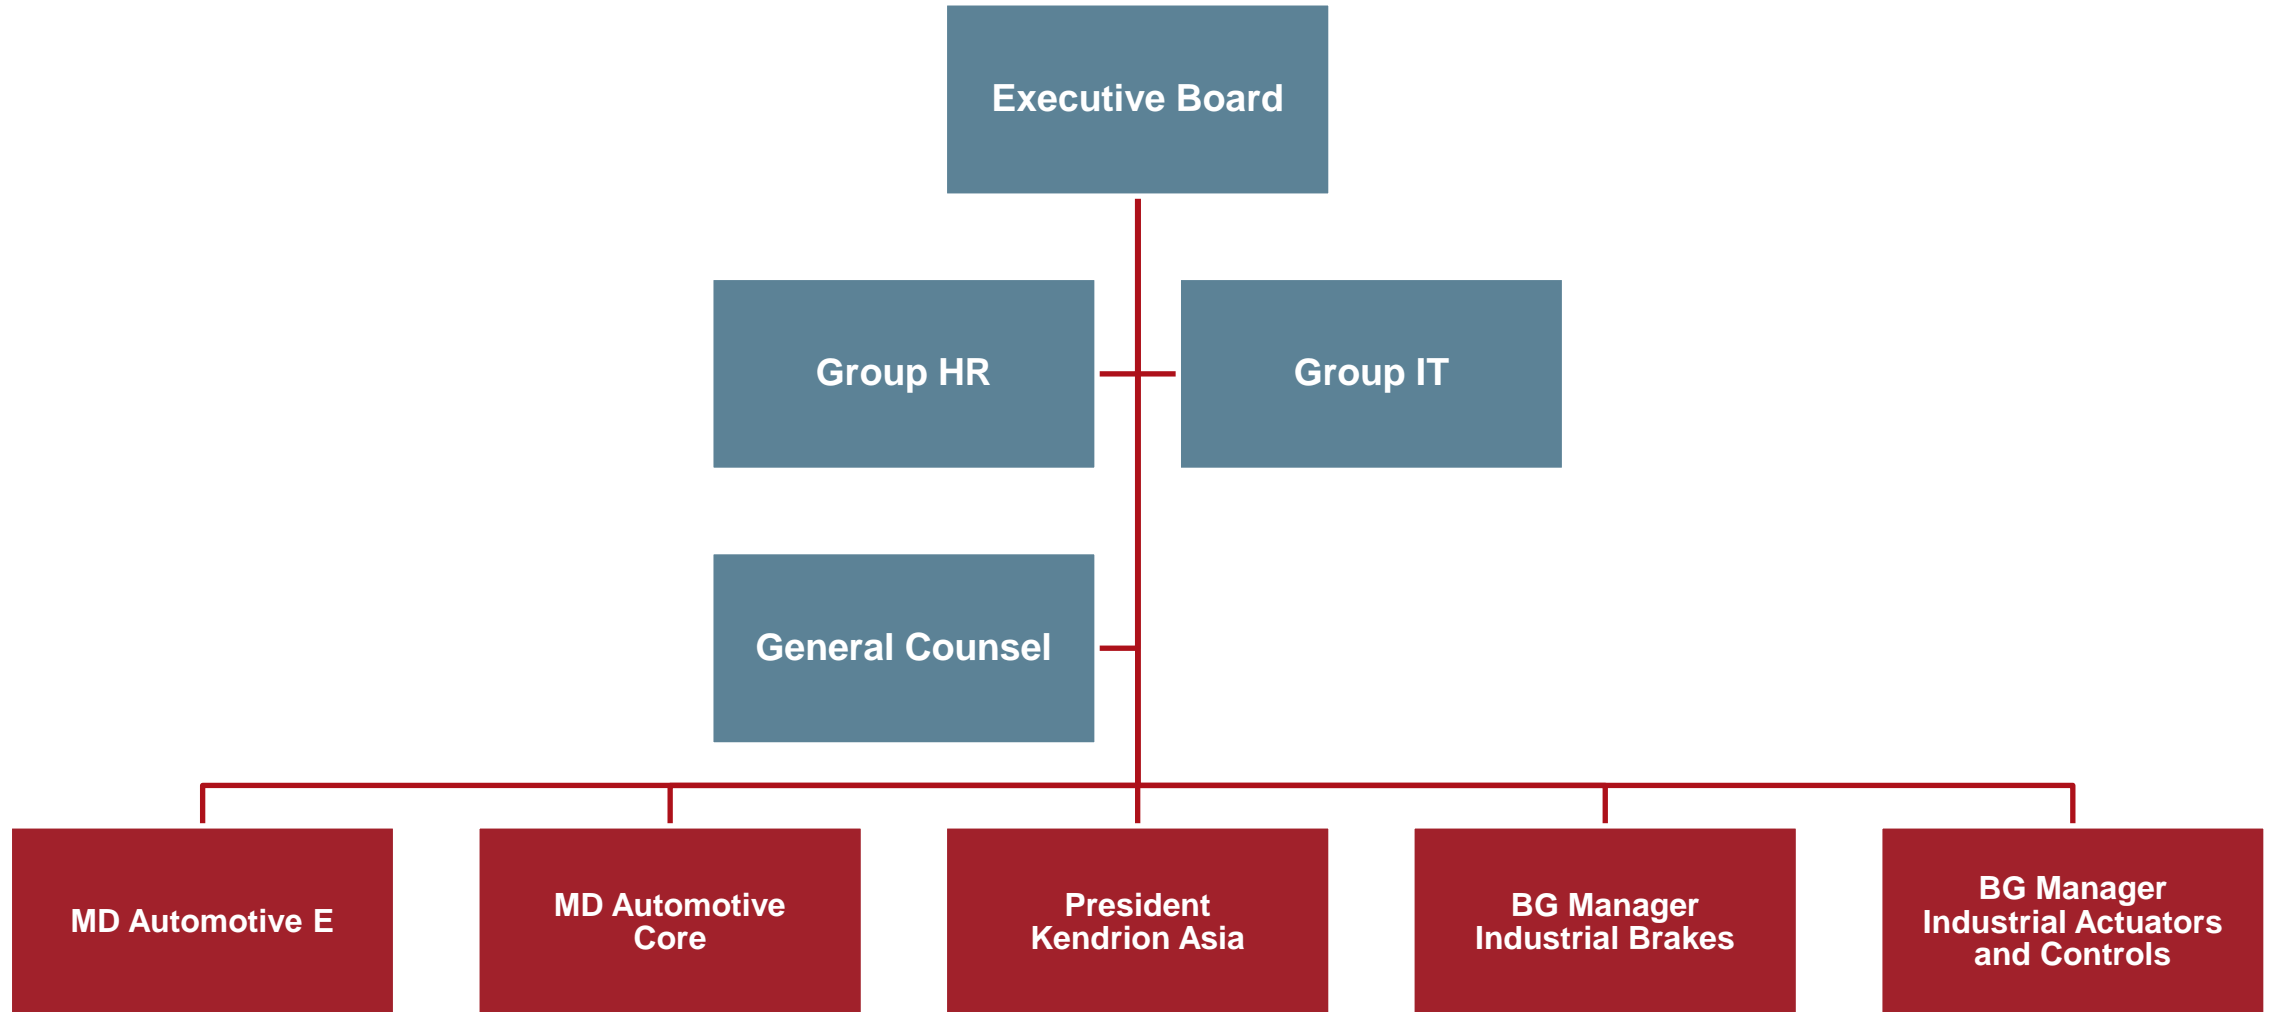 Executive Board
Group HR
Group IT
General Counsel
MD Automotive E
MD Automotive
Core
President
Kendrion Asia
BG Manager
Industrial Brakes
BG Manager
Industrial Actuators
and Controls